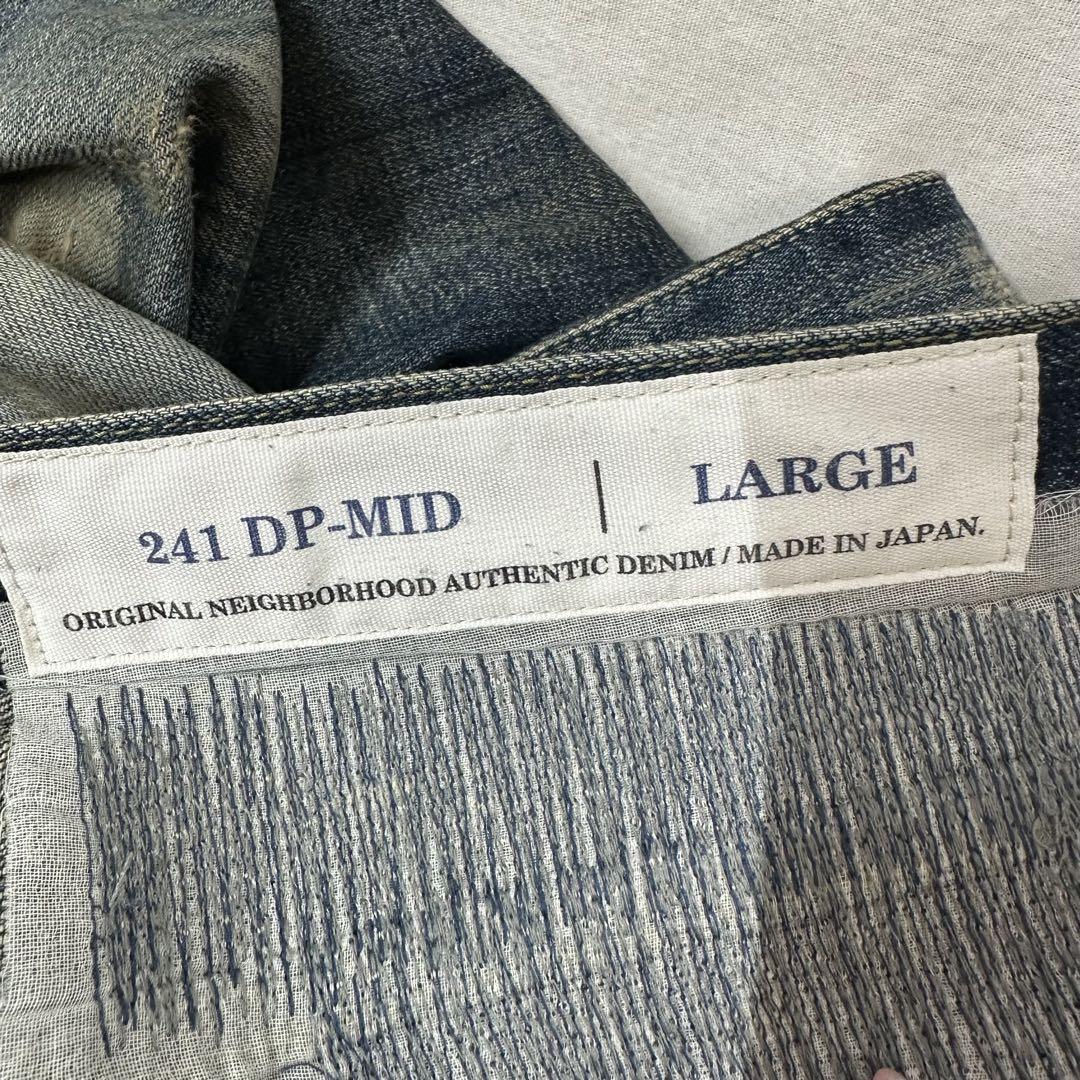 241 DP-MID | LARGE
ORIGINAL NEIGHBORHOOD AUTHENTIC DENIM / MADE IN JAPAN.